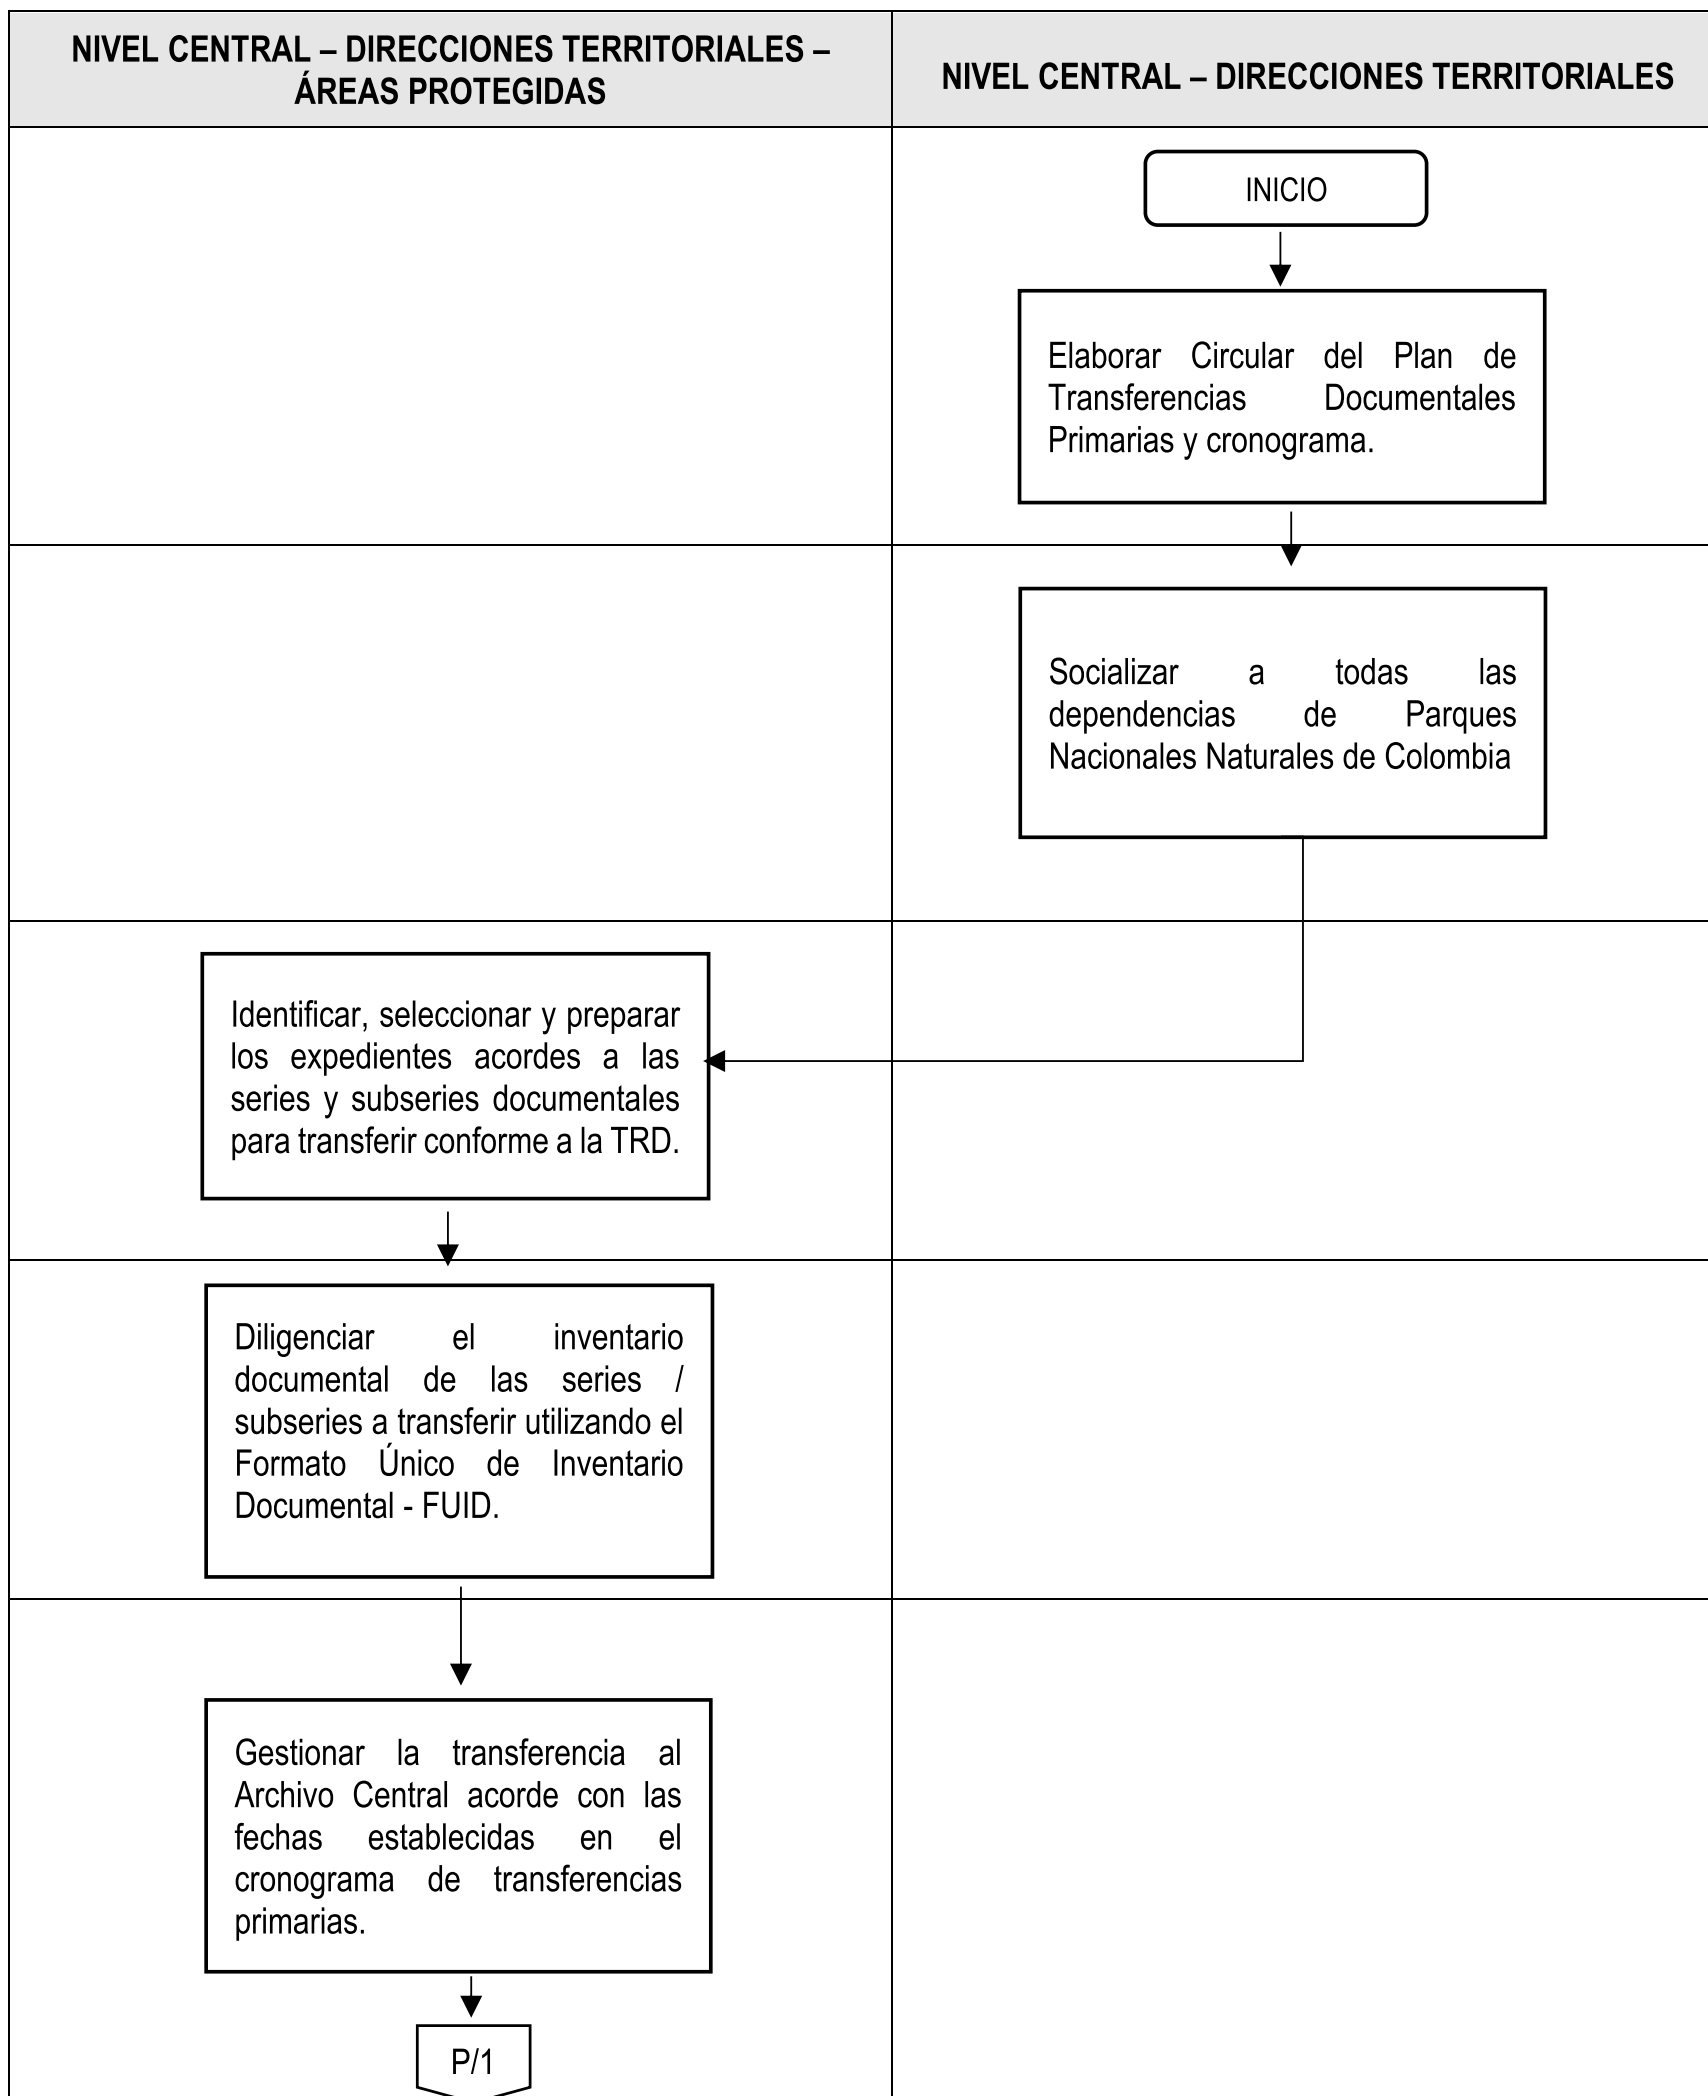 NIVEL CENTRAL – DIRECCIONES TERRITORIALES –
ÁREAS PROTEGIDAS
NIVEL CENTRAL – DIRECCIONES TERRITORIALES
INICIO
Elaborar Circular del Plan de
Transferencias Documentales
Primarias y cronograma.
Socializar a todas las
dependencias de Parques
Nacionales Naturales de Colombia
Identificar, seleccionar y preparar
los expedientes acordes a las
series y subseries documentales
para transferir conforme a la TRD.
Diligenciar el inventario
documental de las series /
subseries a transferir utilizando el
Formato Único de Inventario
Documental - FUID.
Gestionar la transferencia al
Archivo Central acorde con las
fechas establecidas en el
cronograma de transferencias
primarias.
P/1